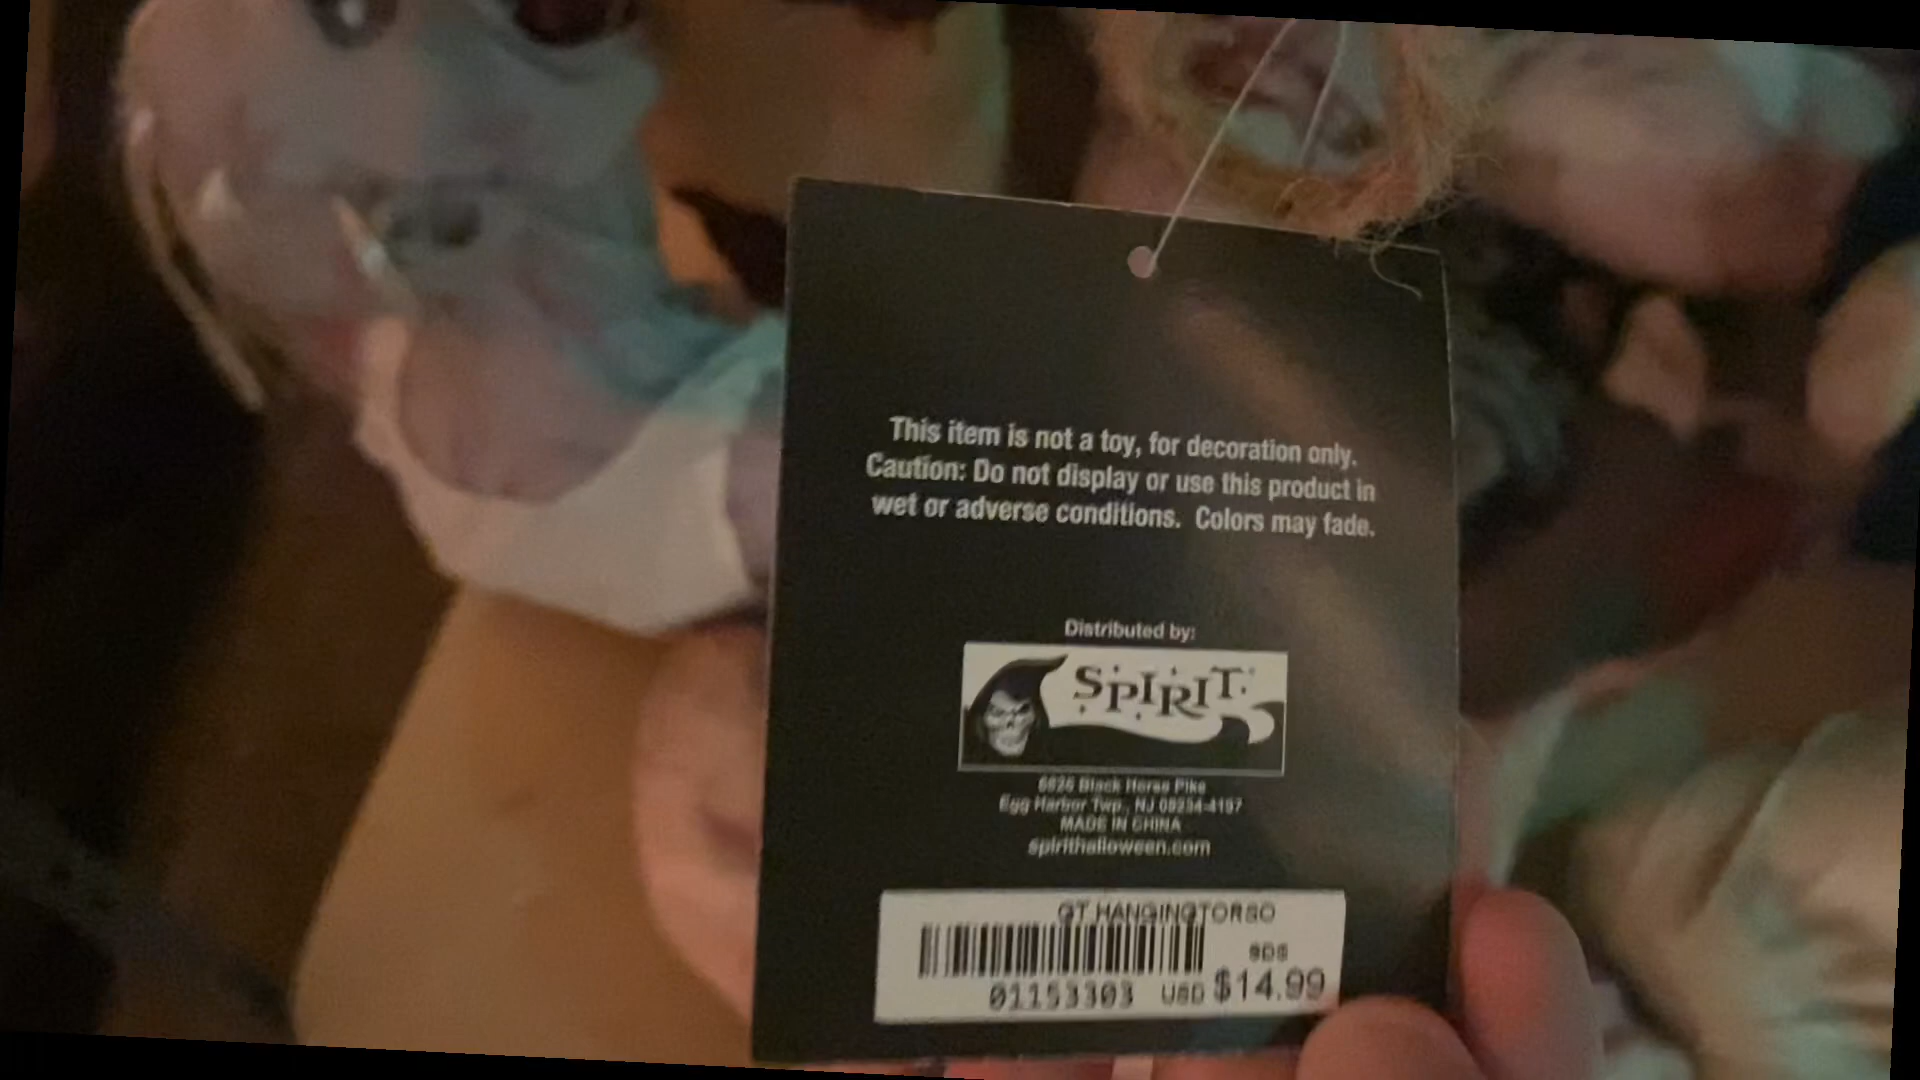 This item is not a toy, for decoration only.
Caution: Do not display or use this product in
wet or adverse conditions. Colors may fade.
Distributed by:
SPIRIT
6826 Black Horse Pike
Egg Harbor Twp., NJ 08234-4197
MADE IN CHINA
spirithalloween.com
GT HANGINGTORSO
SDS
01153303 USD $14.99